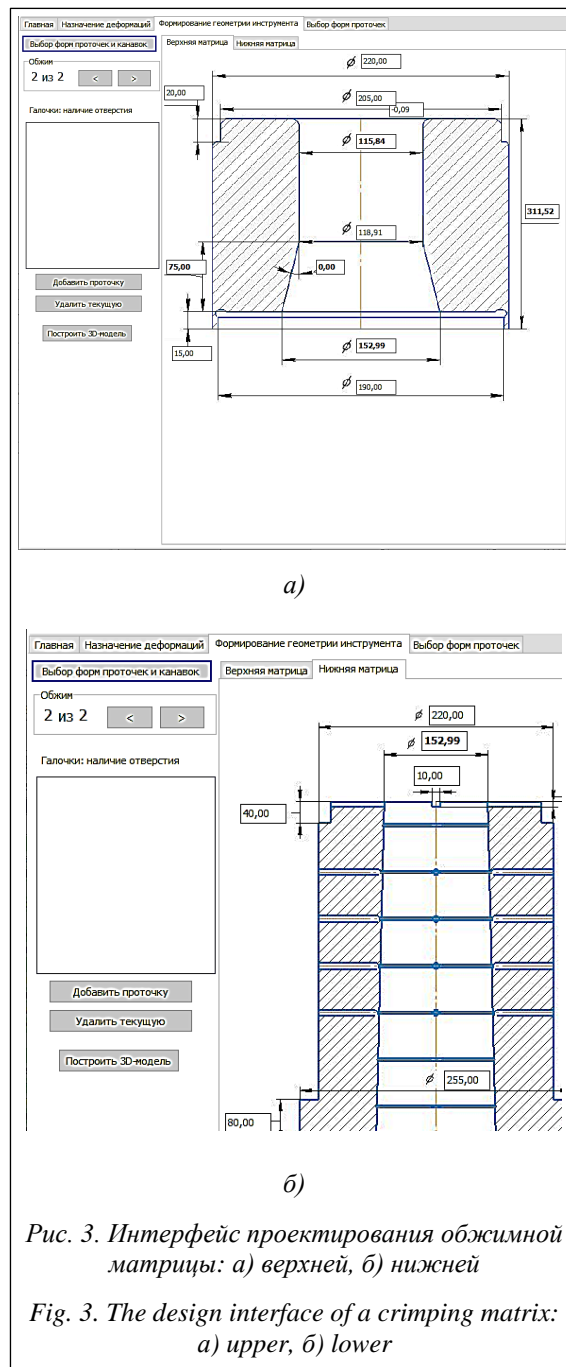 Главная Назначение деформаций Формирование геометрии инструмента Выбор форм проточек
Выбор форм проточек и канавок
Верхняя матрица Нижняя матрица
Обжим
2 из 2 < >
Галочки: наличие отверстия
Добавить проточку
Удалить текущую
Построить 3D-модель
⌀ 220,00
20,00
⌀ 205,00
-0,09
⌀ 115,84
311,52
⌀ 118,91
75,00
0,00
15,00
⌀ 152,99
⌀ 190,00
а)
Главная Назначение деформаций Формирование геометрии инструмента Выбор форм проточек
Выбор форм проточек и канавок
Верхняя матрица Нижняя матрица
Обжим
2 из 2 < >
Галочки: наличие отверстия
Добавить проточку
Удалить текущую
Построить 3D-модель
⌀ 220,00
⌀ 152,99
10,00
40,00
⌀ 255,00
80,00
б)
Рис. 3. Интерфейс проектирования обжимной
матрицы: а) верхней, б) нижней
Fig. 3. The design interface of a crimping matrix:
а) upper, б) lower